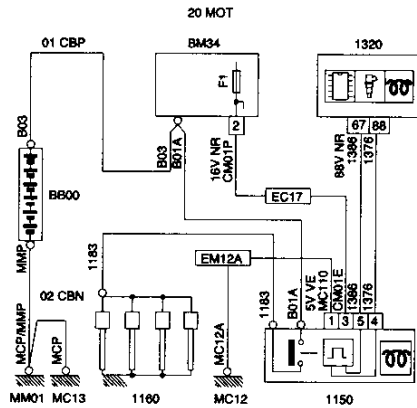 20 MOT
01 CBP
BM34
1320
F1
2
67 88
B03
BB00
MMP
B03
B01A
16V NR
CM01P
88V NR
1386
1376
EC17
1183
EM12A
02 CBN
1183
B01A
5V VE
MC110
CM01E
1386
1376
1 3 5 4
MCP/MMP
MCP
MC12A
MM01 MC13 1160 MC12 1150